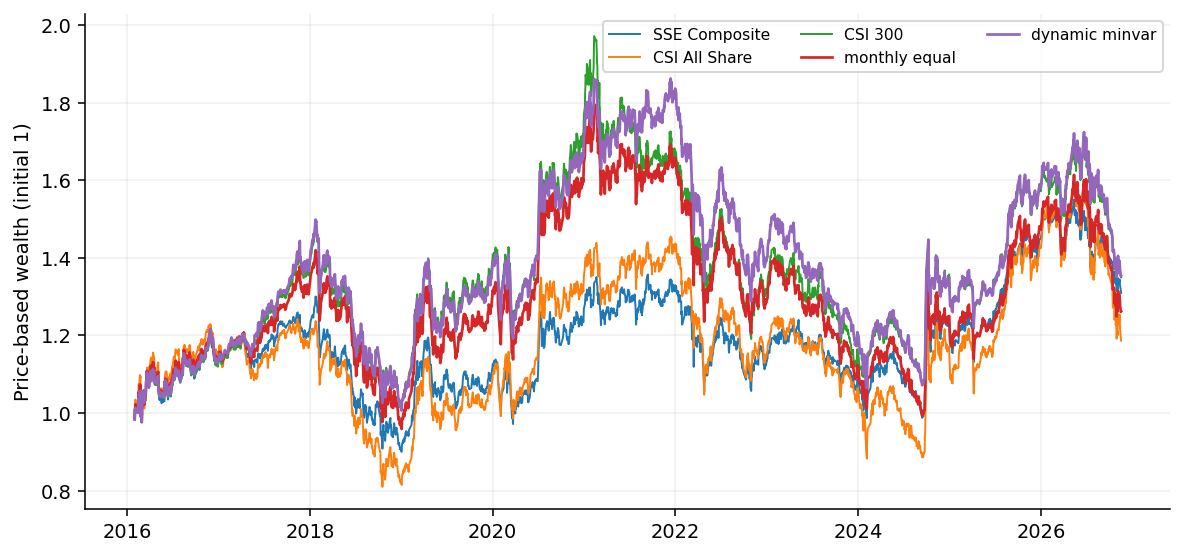 2.0
1.8
1.6
1.4
1.2
1.0
0.8
Price-based wealth (initial 1)
SSE Composite
CSI All Share
CSI 300
monthly equal
dynamic minvar
2016
2018
2020
2022
2024
2026